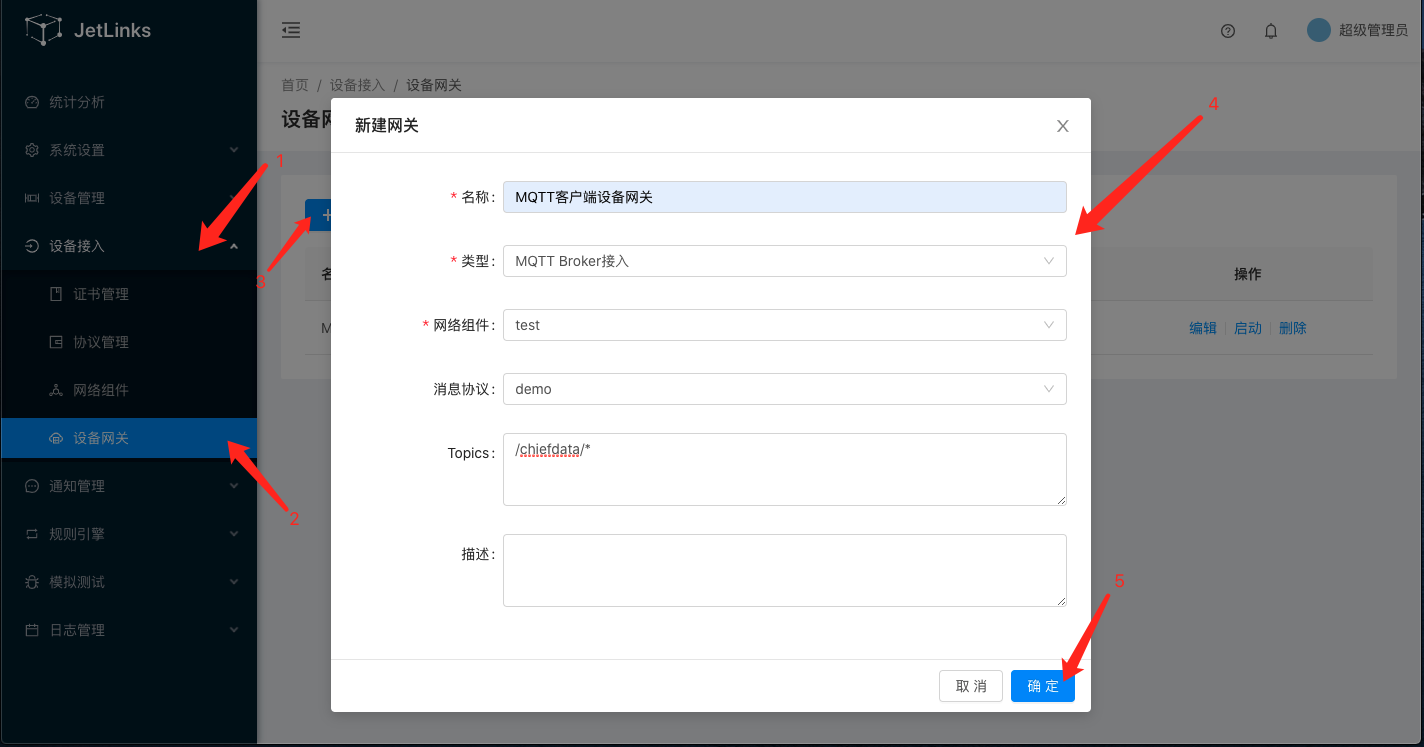 JetLinks
超级管理员
统计分析
系统设置
设备管理
设备接入
证书管理
协议管理
网络组件
设备网关
通知管理
规则引擎
模拟测试
日志管理
首页 / 设备接入 / 设备网关
设备网
新建网关
* 名称:
MQTT客户端设备网关
* 类型:
MQTT Broker接入
* 网络组件:
test
消息协议:
demo
Topics:
/chiefdata/*
描述:
取 消
确 定
操作
编辑
启动
删除
M
1
2
3
4
5